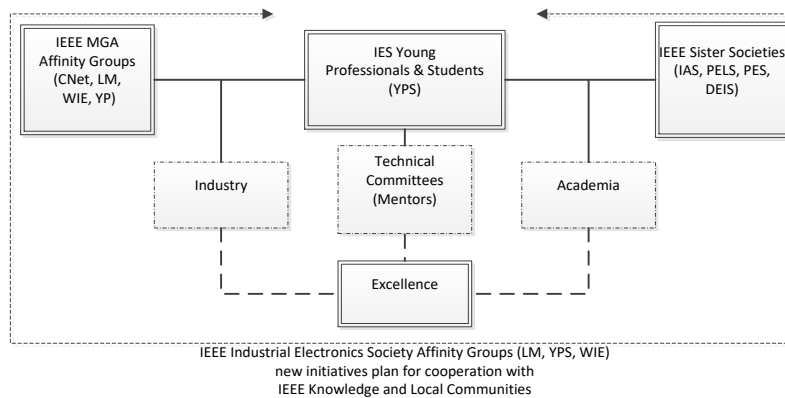 IEEE MGA
Affinity Groups
(CNet, LM,
WIE, YP)
IES Young
Professionals & Students
(YPS)
IEEE Sister Societies
(IAS, PELS, PES,
DEIS)
Industry
Technical
Committees
(Mentors)
Academia
Excellence
IEEE Industrial Electronics Society Affinity Groups (LM, YPS, WIE)
new initiatives plan for cooperation with
IEEE Knowledge and Local Communities